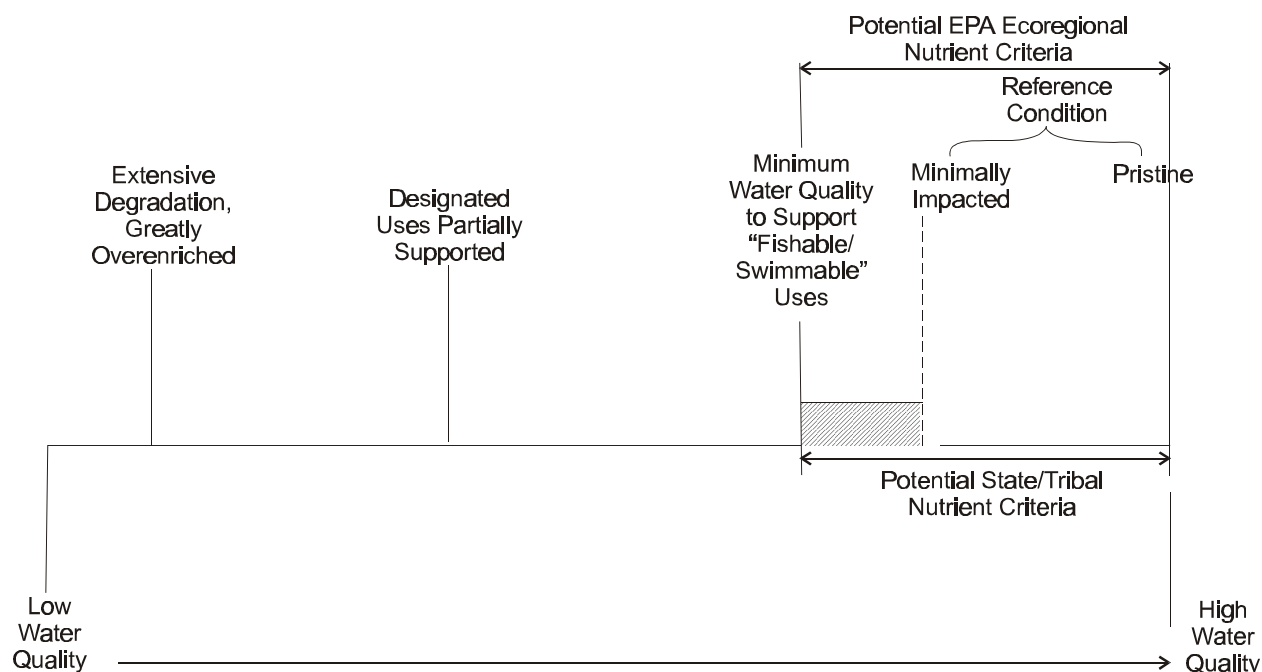 Potential EPA Ecoregional
Nutrient Criteria
Reference
Condition
Extensive
Degradation,
Greatly
Overenriched
Designated
Uses Partially
Supported
Minimum
Water Quality
to Support
“Fishable/
Swimmable”
Uses
Minimally
Impacted
Pristine
Potential State/Tribal
Nutrient Criteria
Low
Water
Quality
High
Water
Quality